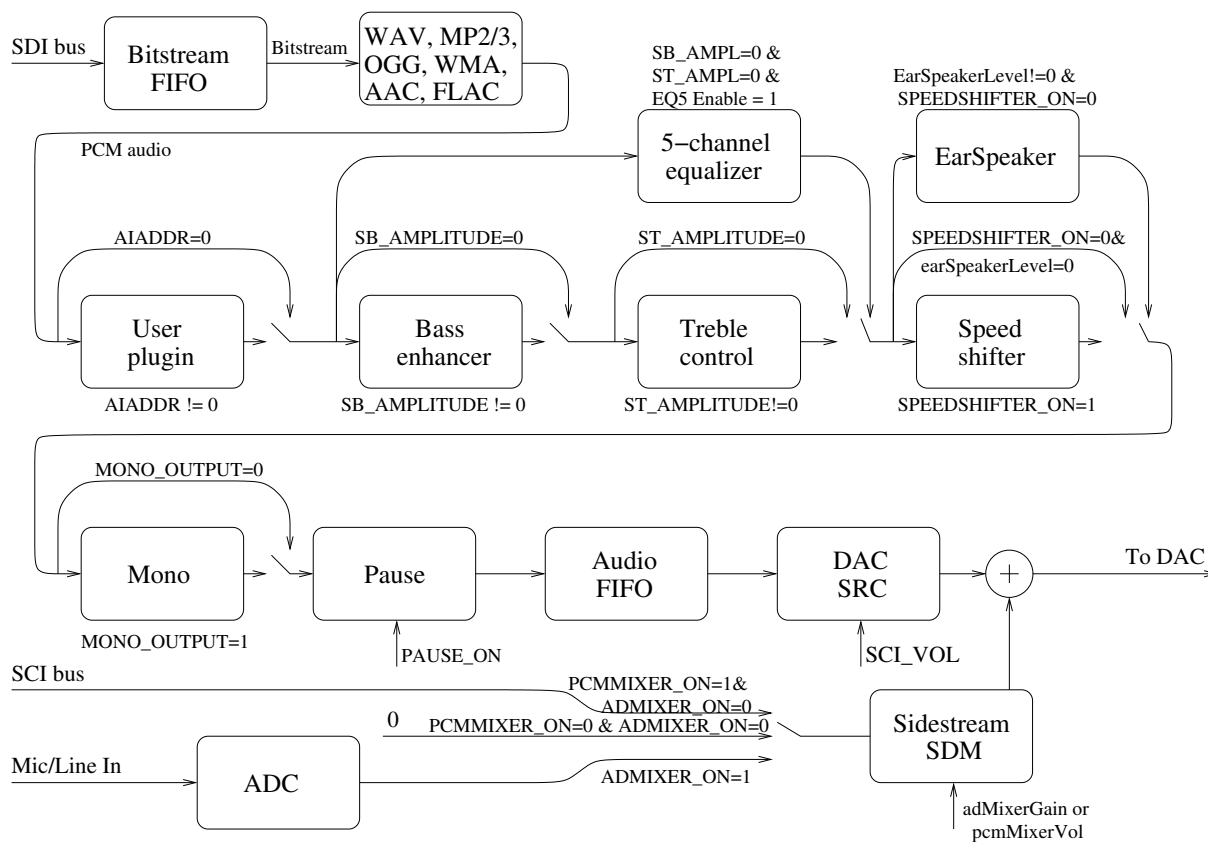 SDI bus
Bitstream
FIFO
Bitstream
WAV, MP2/3,
OGG, WMA,
AAC, FLAC
SB_AMPL=0 &
ST_AMPL=0 &
EQ5 Enable = 1
EarSpeakerLevel!=0 &
SPEEDSHIFTER_ON=0
PCM audio
5−channel
equalizer
EarSpeaker
AIADDR=0
SB_AMPLITUDE=0
ST_AMPLITUDE=0
SPEEDSHIFTER_ON=0&
earSpeakerLevel=0
User
plugin
Bass
enhancer
Treble
control
Speed
shifter
AIADDR != 0
SB_AMPLITUDE != 0
ST_AMPLITUDE!=0
SPEEDSHIFTER_ON=1
MONO_OUTPUT=0
Mono
Pause
Audio
FIFO
DAC
SRC
+
To DAC
MONO_OUTPUT=1
PAUSE_ON
SCI_VOL
SCI bus
PCMMIXER_ON=1&
ADMIXER_ON=0
0
PCMMIXER_ON=0 & ADMIXER_ON=0
Sidestream
SDM
Mic/Line In
ADC
ADMIXER_ON=1
adMixerGain or
pcmMixerVol